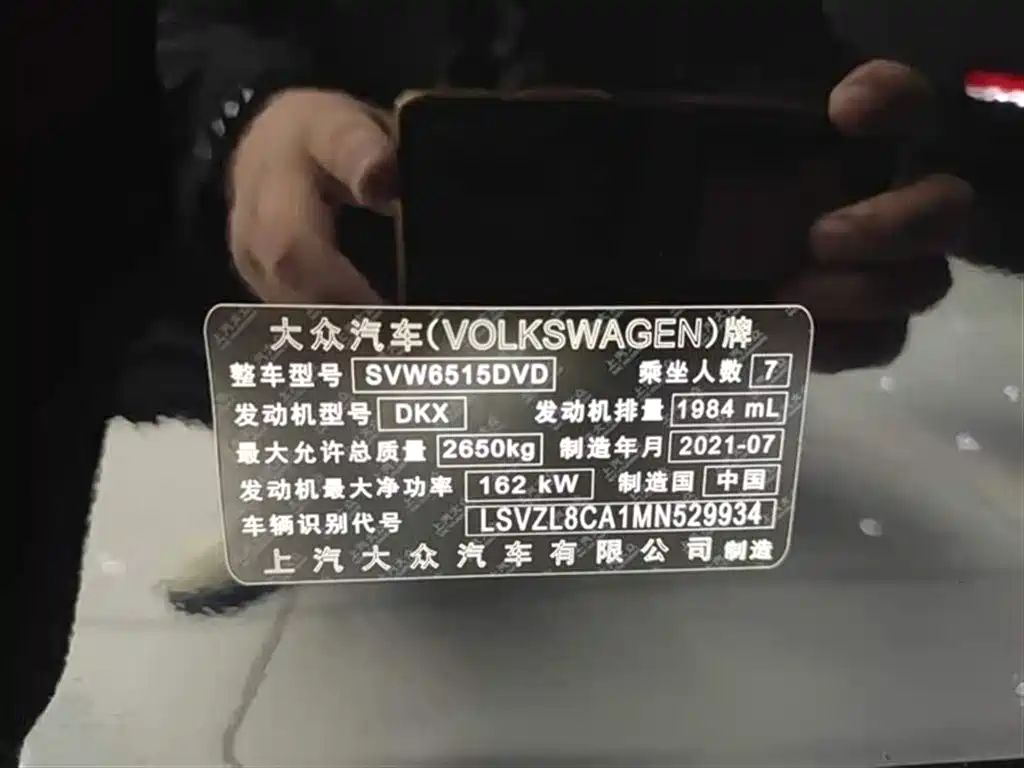 大众汽车(VOLKSWAGEN)牌
整车型号 SVW6515DVD 乘坐人数 7
发动机型号 DKX 发动机排量 1984 mL
最大允许总质量 2650kg 制造年月 2021-07
发动机最大净功率 162 kW 制造国 中国
车辆识别代号 LSVZL8CA1MN529934
上汽大众汽车有限公司制造